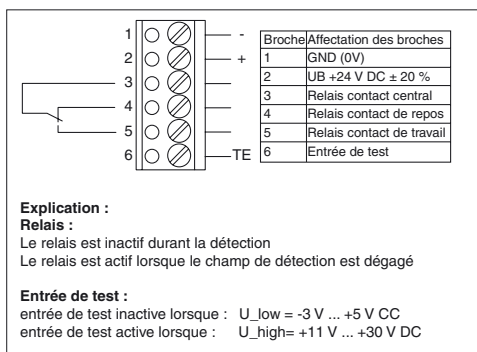 1 -
2 +
3
4
5
6 TE
Broche Affectation des broches
1 GND (0V)
2 UB +24 V DC ± 20 %
3 Relais contact central
4 Relais contact de repos
5 Relais contact de travail
6 Entrée de test
Explication :
Relais :
Le relais est inactif durant la détection
Le relais est actif lorsque le champ de détection est dégagé
Entrée de test :
entrée de test inactive lorsque : U_low = -3 V ... +5 V CC
entrée de test active lorsque : U_high= +11 V ... +30 V DC